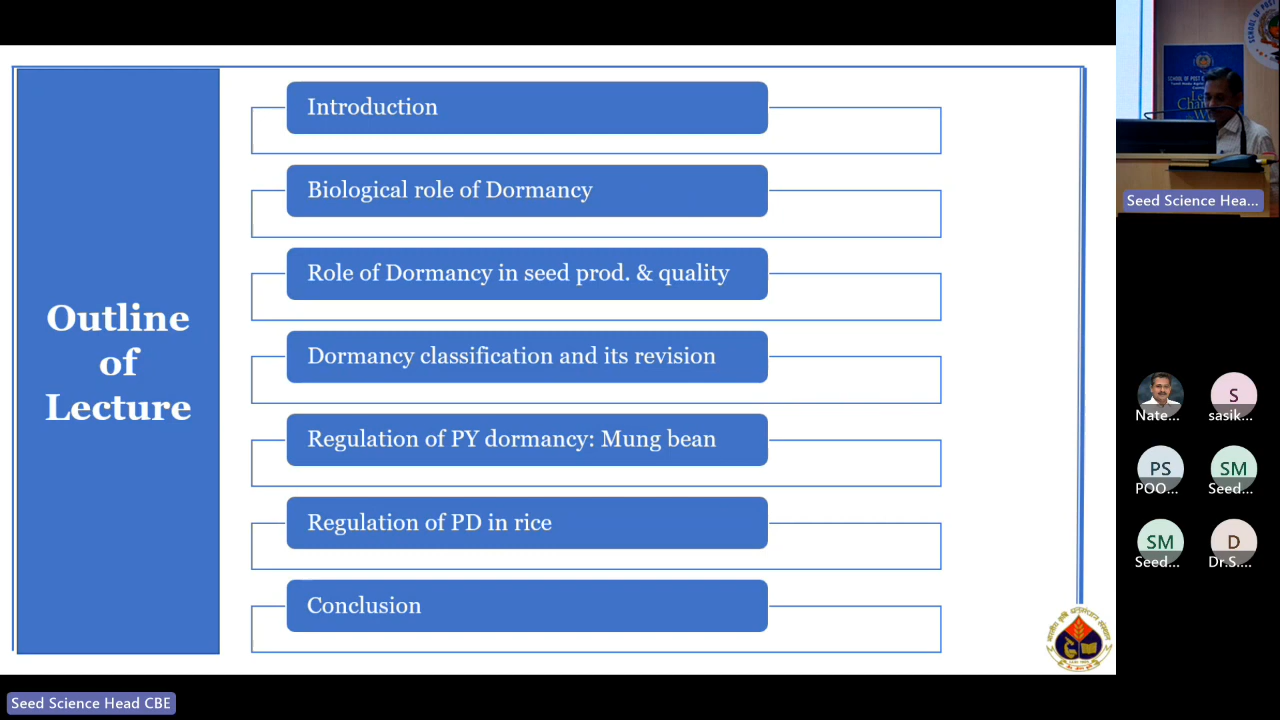 Outline
of
Lecture
Introduction
Biological role of Dormancy
Role of Dormancy in seed prod. & quality
Dormancy classification and its revision
Regulation of PY dormancy: Mung bean
Regulation of PD in rice
Conclusion
Seed Science Head CBE
Seed Science Hea...
Nate...
S
sasik...
PS
POO...
SM
Seed...
SM
Seed...
D
Dr.S....